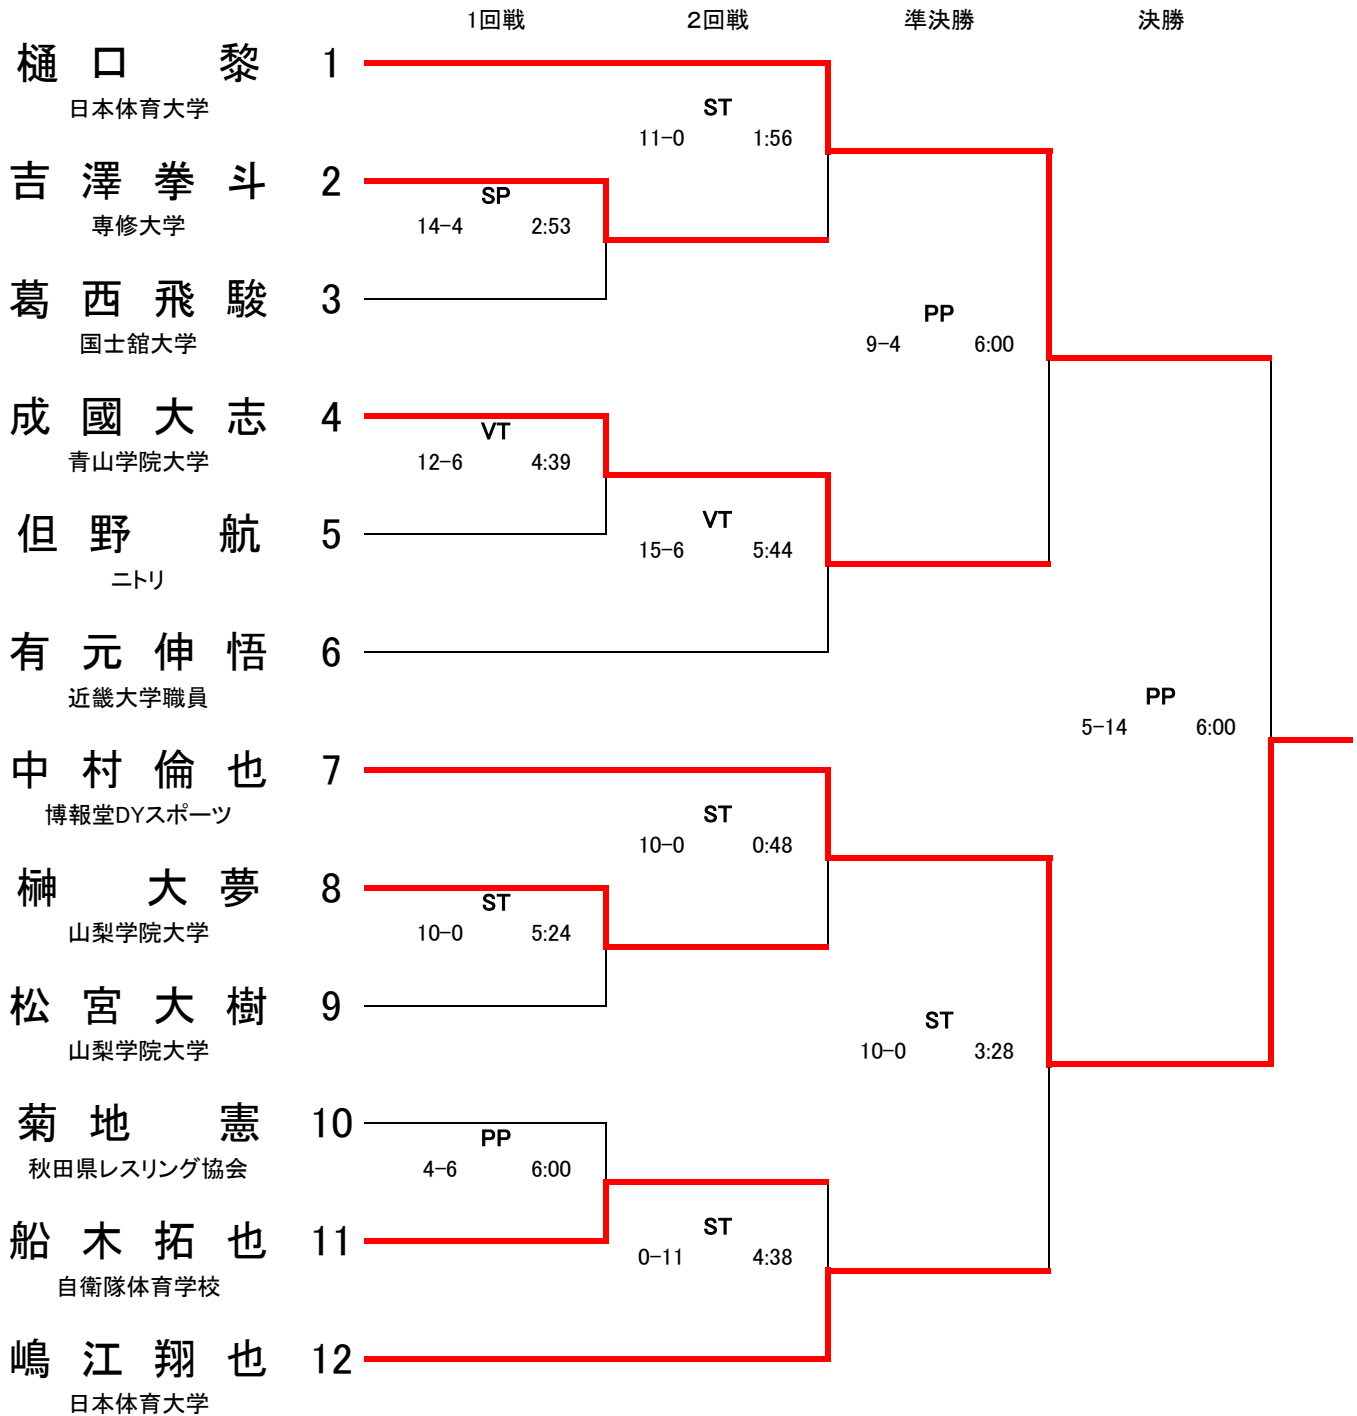 1回戦 2回戦 準決勝 決勝
樋口 黎 1
日本体育大学
ST
11-0 1:56
吉澤拳斗 2
専修大学
SP
14-4 2:53
葛西飛駿 3
国士舘大学
PP
9-4 6:00
成國大志 4
青山学院大学
VT
12-6 4:39
但野 航 5
ニトリ
VT
15-6 5:44
有元伸悟 6
近畿大学職員
PP
5-14 6:00
中村倫也 7
博報堂DYスポーツ
ST
10-0 0:48
榊 大夢 8
山梨学院大学
ST
10-0 5:24
松宮大樹 9
山梨学院大学
ST
10-0 3:28
菊地 憲 10
秋田県レスリング協会
PP
4-6 6:00
船木拓也 11
自衛隊体育学校
ST
0-11 4:38
嶋江翔也 12
日本体育大学